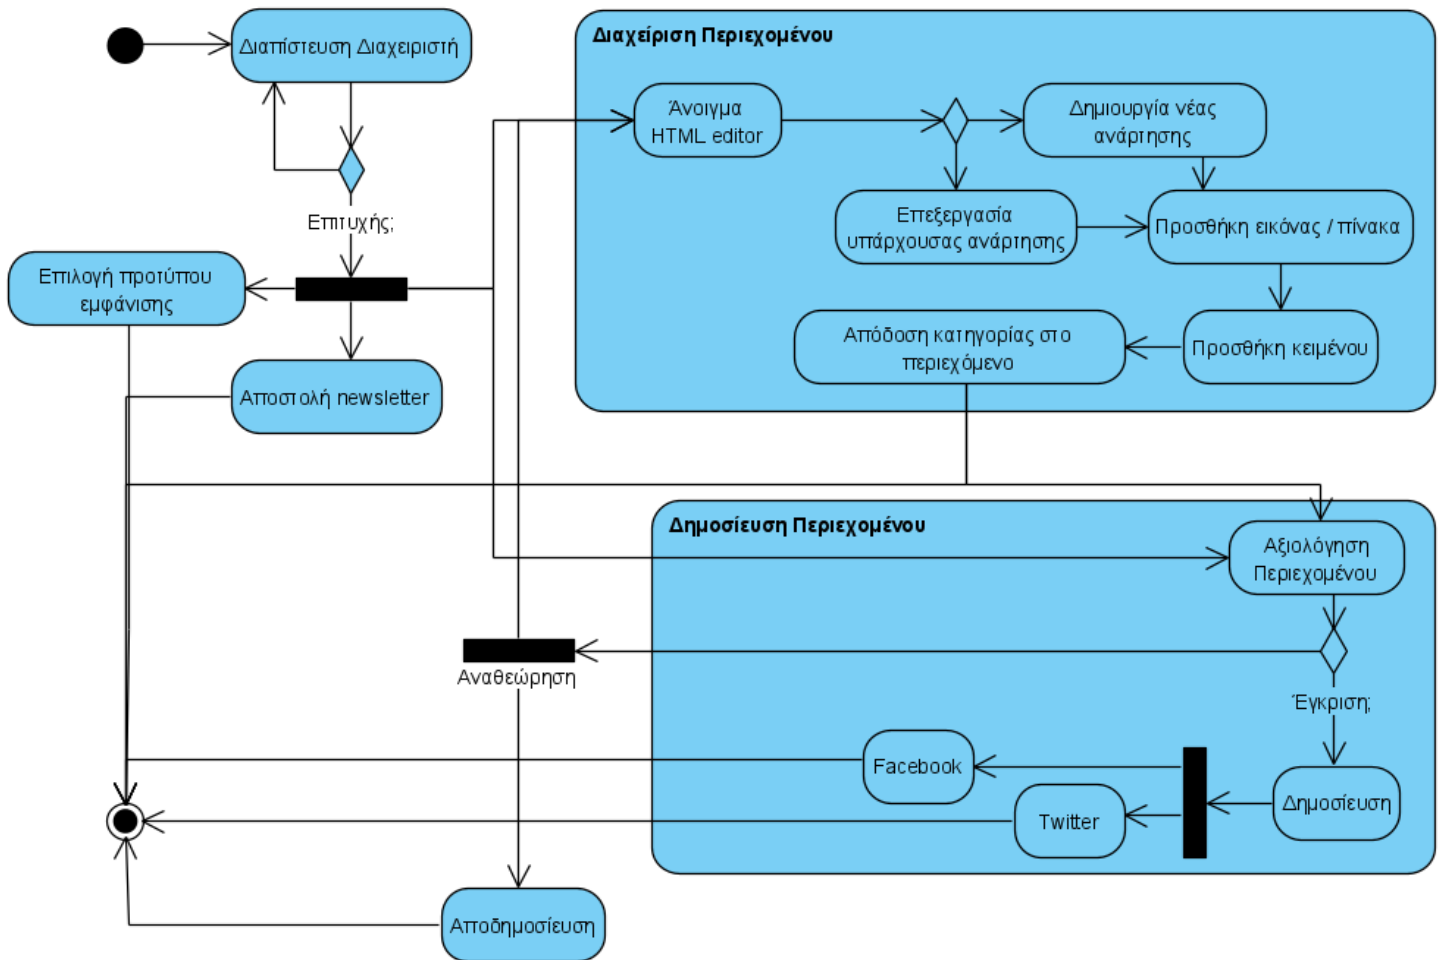 Διαπίστευση Διαχειριστή
Επιτυχής;
Επιλογή προτύπου
εμφάνισης
Αποστολή newsletter
Διαχείριση Περιεχομένου
Άνοιγμα
HTML editor
Δημιουργία νέας
ανάρτησης
Επεξεργασία
υπάρχουσας ανάρτησης
Προσθήκη εικόνας / πίνακα
Απόδοση κατηγορίας στο
περιεχόμενο
Προσθήκη κειμένου
Δημοσίευση Περιεχομένου
Αξιολόγηση
Περιεχομένου
Αναθεώρηση
Έγκριση;
Facebook
Twitter
Δημοσίευση
Αποδημοσίευση